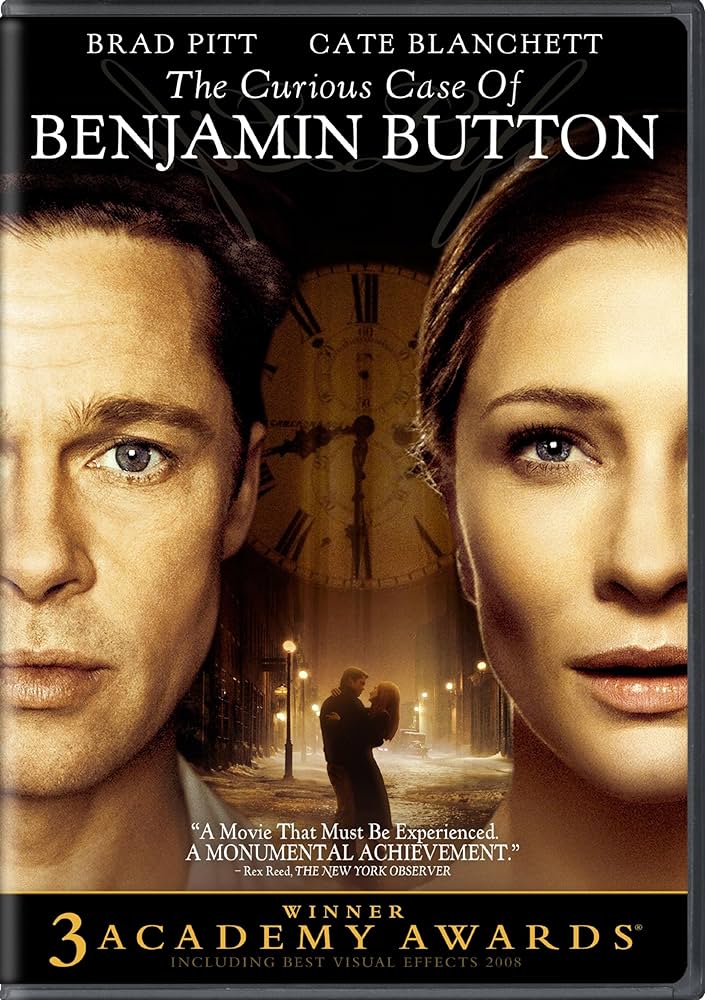 BRAD PITT CATE BLANCHETT
The Curious Case Of
BENJAMIN BUTTON
“A Movie That Must Be Experienced.
A MONUMENTAL ACHIEVEMENT.”
– Rex Reed, THE NEW YORK OBSERVER
WINNER
3 ACADEMY AWARDS®
INCLUDING BEST VISUAL EFFECTS 2008